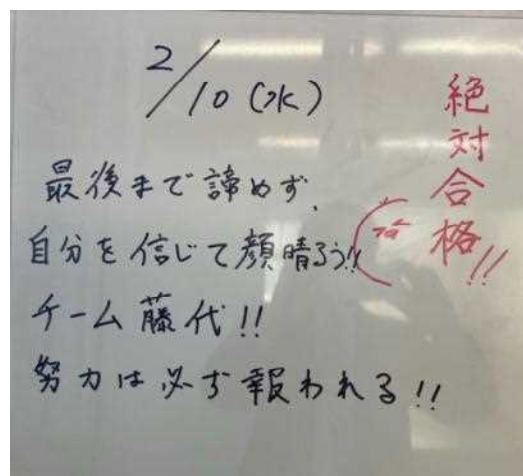 2/10(水)
絶対合格!!
最後まで諦めず、
自分を信じて顔晴ろう!!
チーム藤代!!
努力は必ず報われる!!